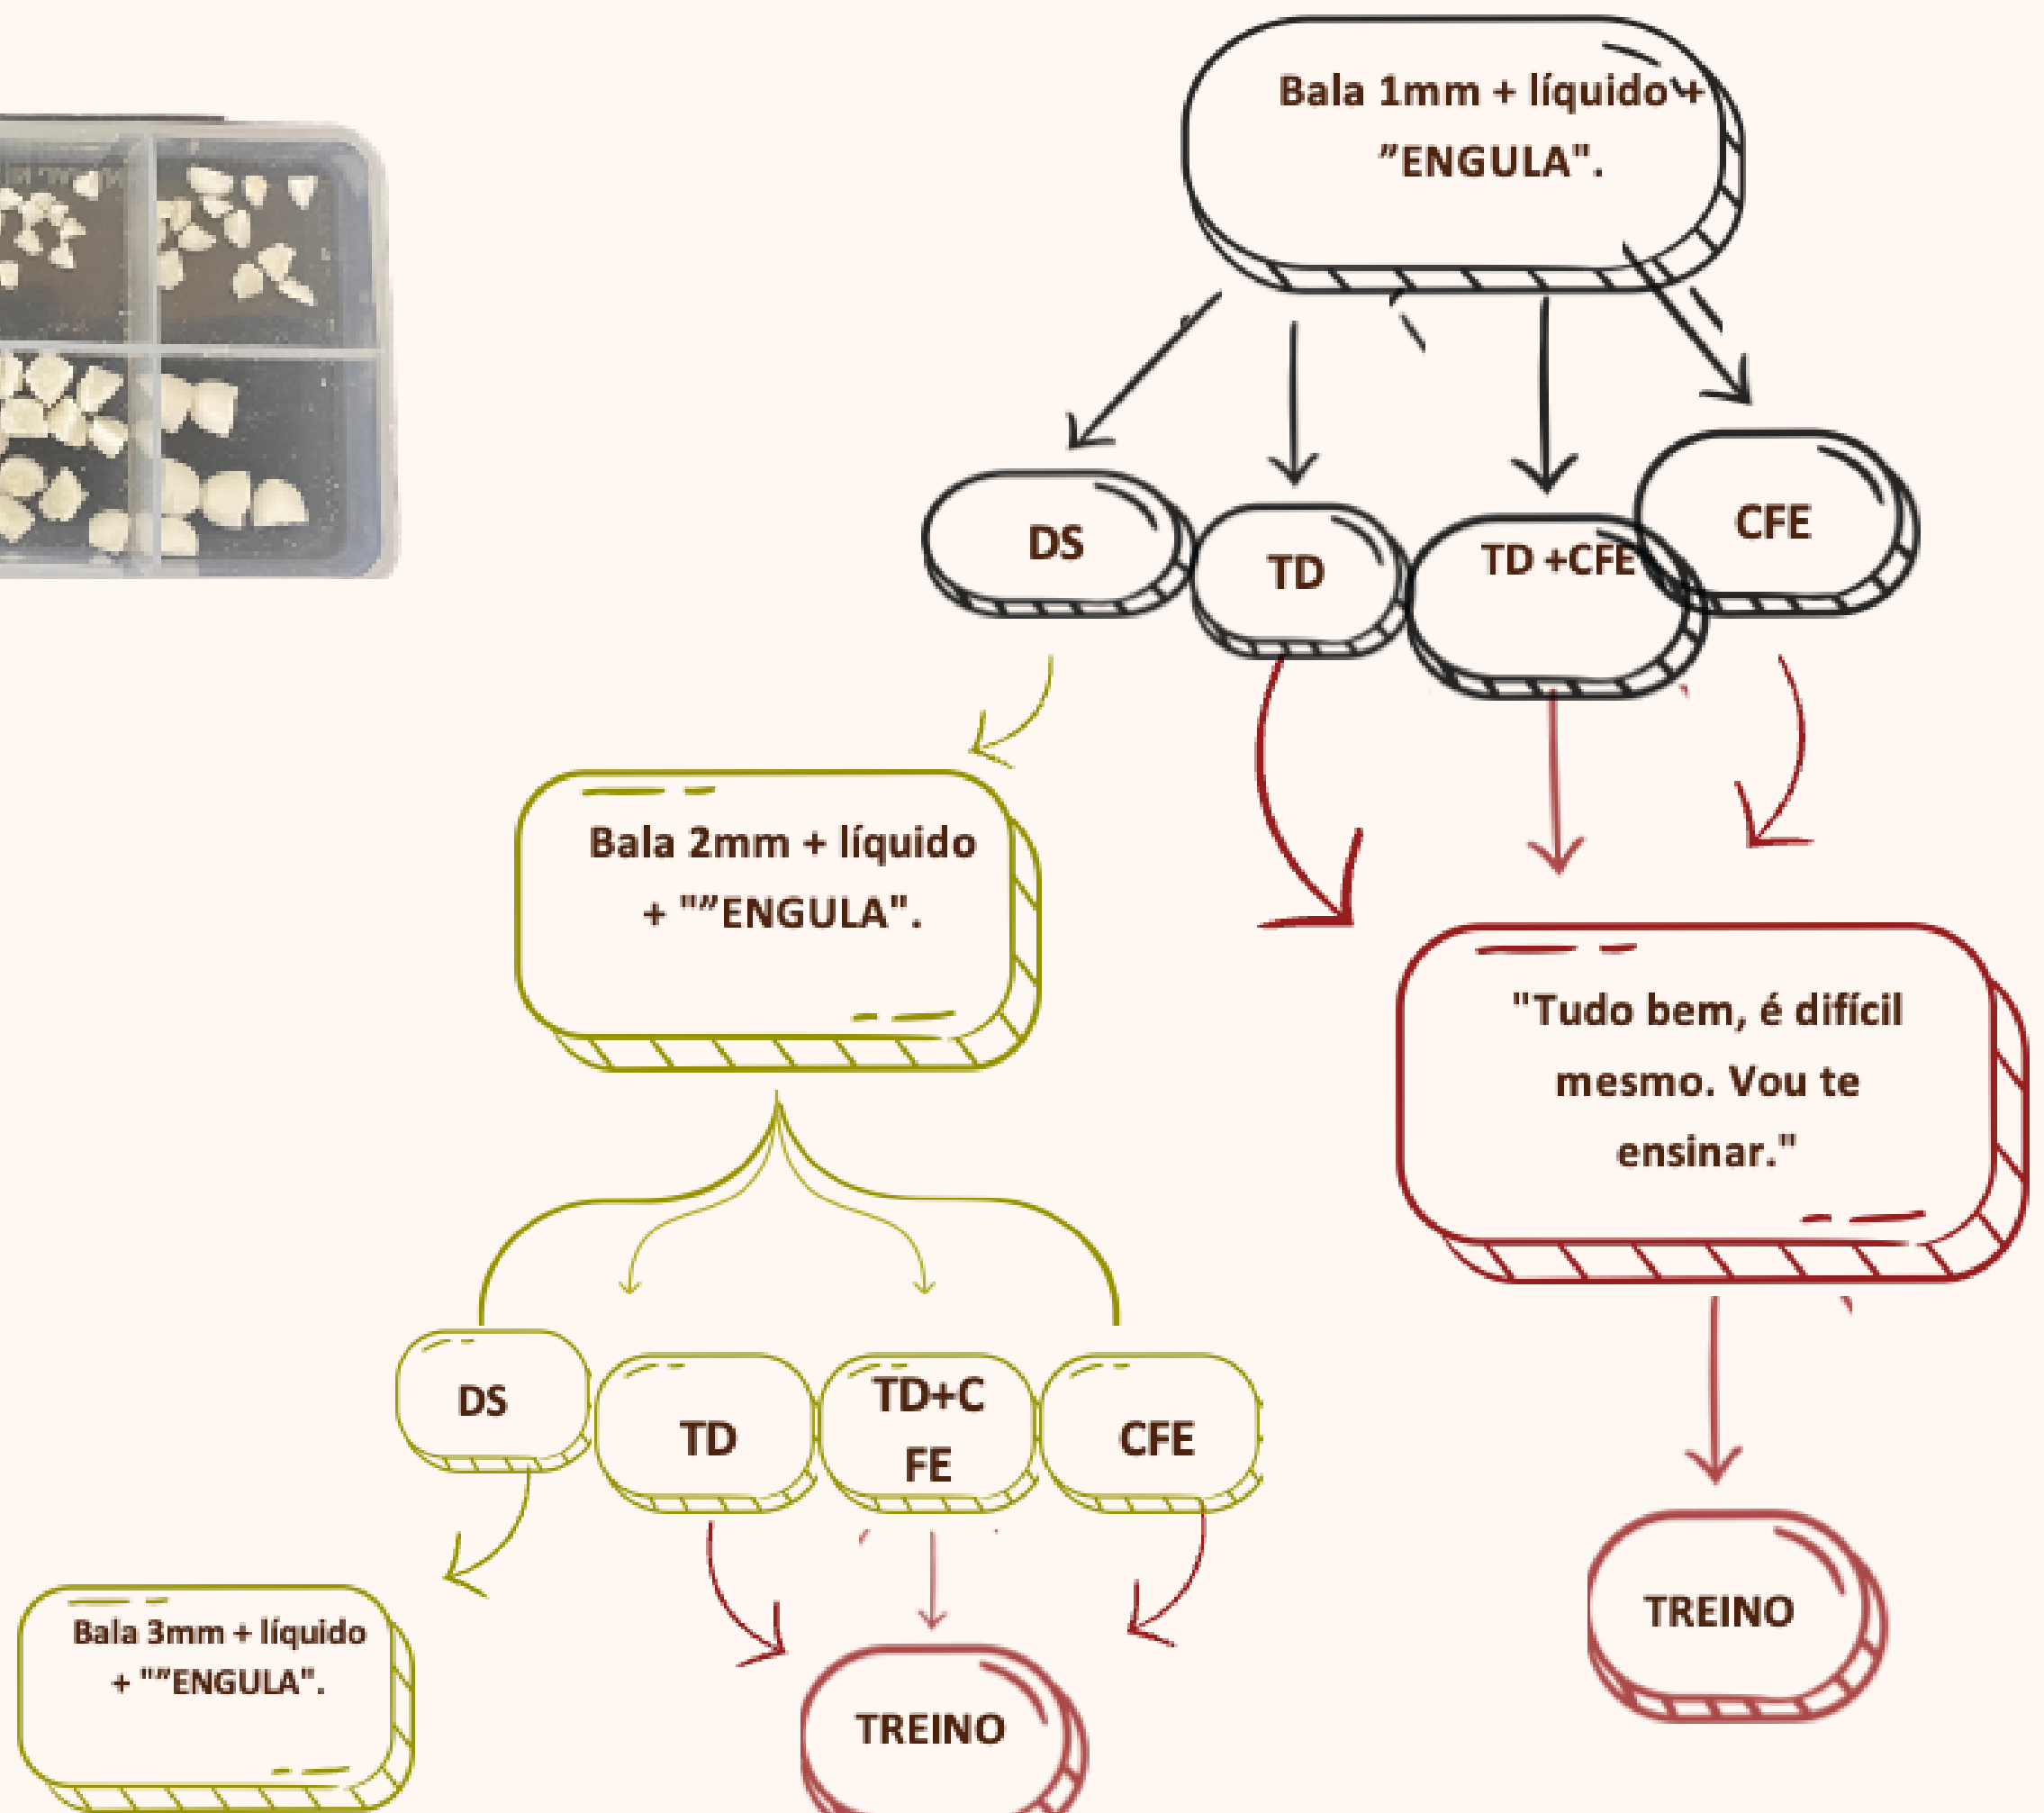 Bala 1mm + líquido +
”ENGULA".
DS
TD
TD +CFE
CFE
Bala 2mm + líquido
+ "”ENGULA".
"Tudo bem, é difícil
mesmo. Vou te
ensinar."
DS
TD
TD+C
FE
CFE
Bala 3mm + líquido
+ "”ENGULA".
TREINO
TREINO